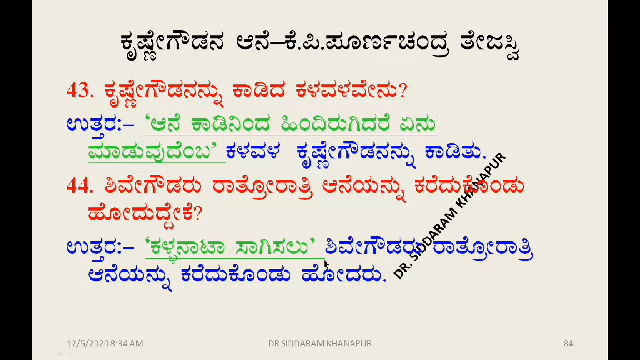 ಕೃಷ್ಣೇಗೌಡನ ಆನೆ–ಕೆ.ಪಿ.ಪೂರ್ಣಚಂದ್ರ ತೇಜಸ್ವಿ
43. ಕೃಷ್ಣೇಗೌಡನನ್ನು ಕಾಡಿದ ಕಳವಳವೇನು?
ಉತ್ತರ:– 'ಆನೆ ಕಾಡಿನಿಂದ ಹಿಂದಿರುಗಿದರೆ ಏನು
ಮಾಡುವುದೆಂಬ' ಕಳವಳ ಕೃಷ್ಣೇಗೌಡನನ್ನು ಕಾಡಿತು.
44. ಶಿವೇಗೌಡರು ರಾತ್ರೋರಾತ್ರಿ ಆನೆಯನ್ನು ಕರೆದುಕೊಂಡು
ಹೋದುದ್ದೇಕೆ?
ಉತ್ತರ:– 'ಕಳ್ಳನಾಟಾ ಸಾಗಿಸಲು' ಶಿವೇಗೌಡರು ರಾತ್ರೋರಾತ್ರಿ
ಆನೆಯನ್ನು ಕರೆದುಕೊಂಡು ಹೋದರು.
DR. SIDDARAM KHANAPUR
12/5/2020 8:34 AM DR SIDDARAM KHANAPUR 84